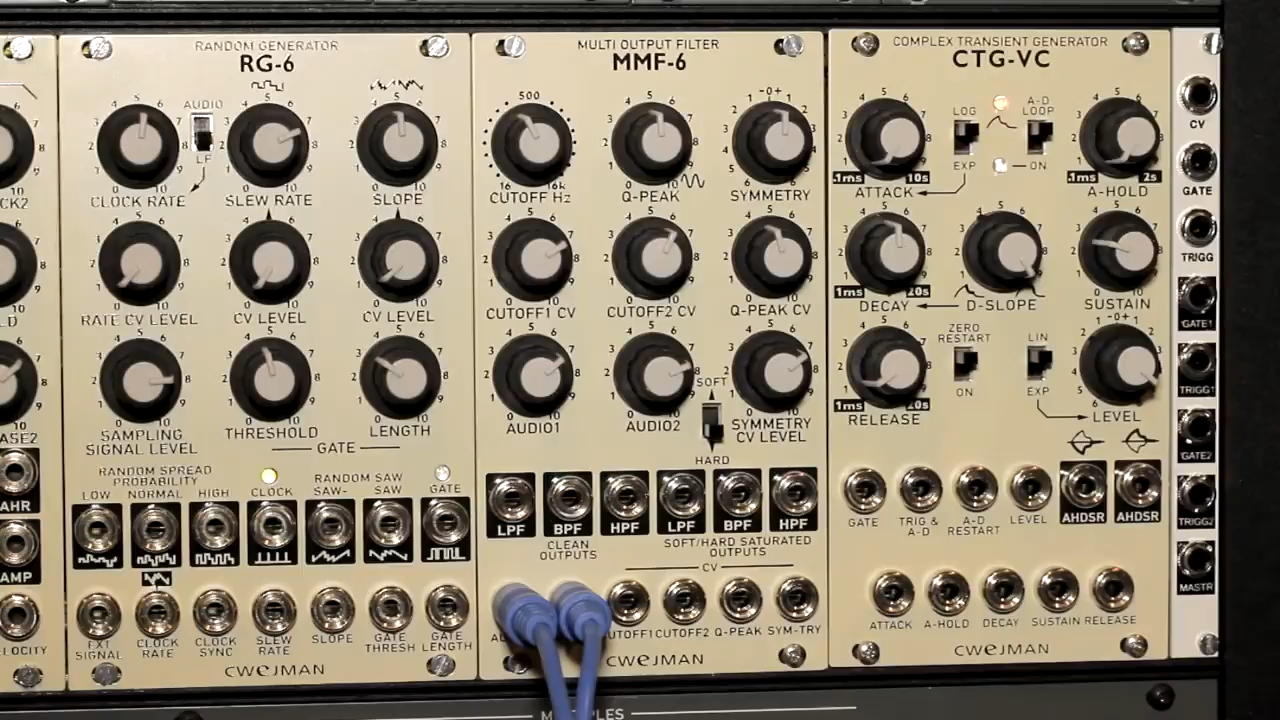 RANDOM GENERATOR
RG-6
AUDIO
LF
CLOCK RATE
SLEW RATE
SLOPE
RATE CV LEVEL
CV LEVEL
CV LEVEL
SAMPLING
SIGNAL LEVEL
THRESHOLD
LENGTH
GATE
RANDOM SPREAD
PROBABILITY
LOW
NORMAL
HIGH
CLOCK
RANDOM SAW
SAW-
SAW
GATE
EXT
SIGNAL
CLOCK
RATE
CLOCK
SYNC
SLEW
RATE
SLOPE
GATE
THRESH
GATE
LENGTH
CWEJMAN
MULTI OUTPUT FILTER
MMF-6
500
16 16k
CUTOFF Hz
Q-PEAK
-0+
SYMMETRY
CUTOFF1 CV
CUTOFF2 CV
Q-PEAK CV
AUDIO1
AUDIO2
SOFT
HARD
SYMMETRY
CV LEVEL
LPF
BPF
HPF
LPF
BPF
HPF
CLEAN
OUTPUTS
SOFT/HARD SATURATED
OUTPUTS
CV
UTOFF1
CUTOFF2
Q-PEAK
SYM-TRY
CWEJMAN
COMPLEX TRANSIENT GENERATOR
CTG-VC
LOG
EXP
A-D
LOOP
ON
.1ms 10s
ATTACK
.1ms 2s
A-HOLD
1ms 20s
DECAY
D-SLOPE
SUSTAIN
ZERO
RESTART
ON
LIN
EXP
1ms 20s
RELEASE
-0+
LEVEL
GATE
TRIG &
A-D
A-D
RESTART
LEVEL
AHDSR
AHDSR
ATTACK
A-HOLD
DECAY
SUSTAIN
RELEASE
CWEJMAN
CV
GATE
TRIGG
GATE1
TRIGG1
GATE2
TRIGG2
MASTR
CK2
LD
ASE2
AHR
AMP
LOCITY